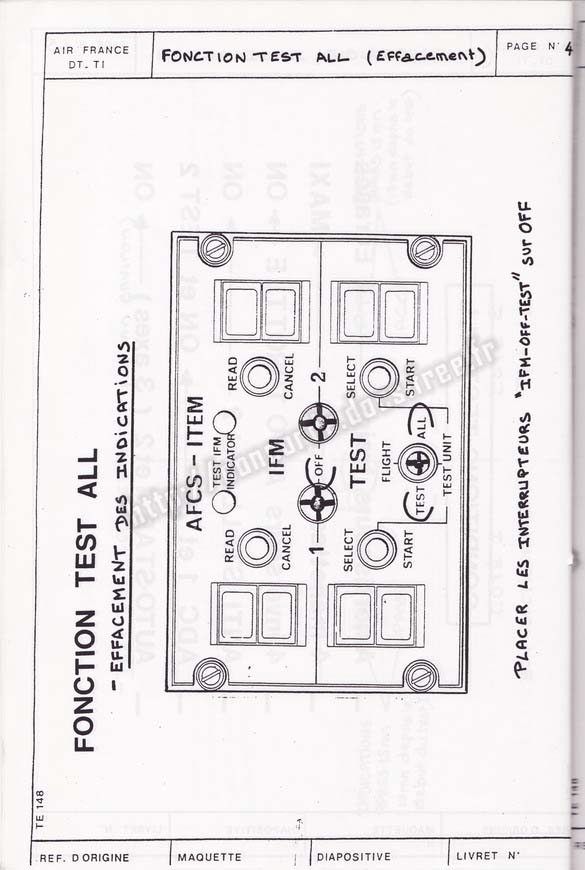 AIR FRANCE
DT. TI
FONCTION TEST ALL (Effacement)
PAGE N° 4
FONCTION TEST ALL
- EFFACEMENT DES INDICATIONS
AFCS - ITEM
READ
CANCEL
TEST IFM
INDICATOR
READ
CANCEL
IFM
1
OFF
2
TEST
SELECT
START
FLIGHT
TEST
ALL
TEST UNIT
SELECT
START
PLACER LES INTERRUPTEURS "IFM-OFF-TEST" sur OFF
TE 148
REF. D'ORIGINE
MAQUETTE
DIAPOSITIVE
LIVRET N°